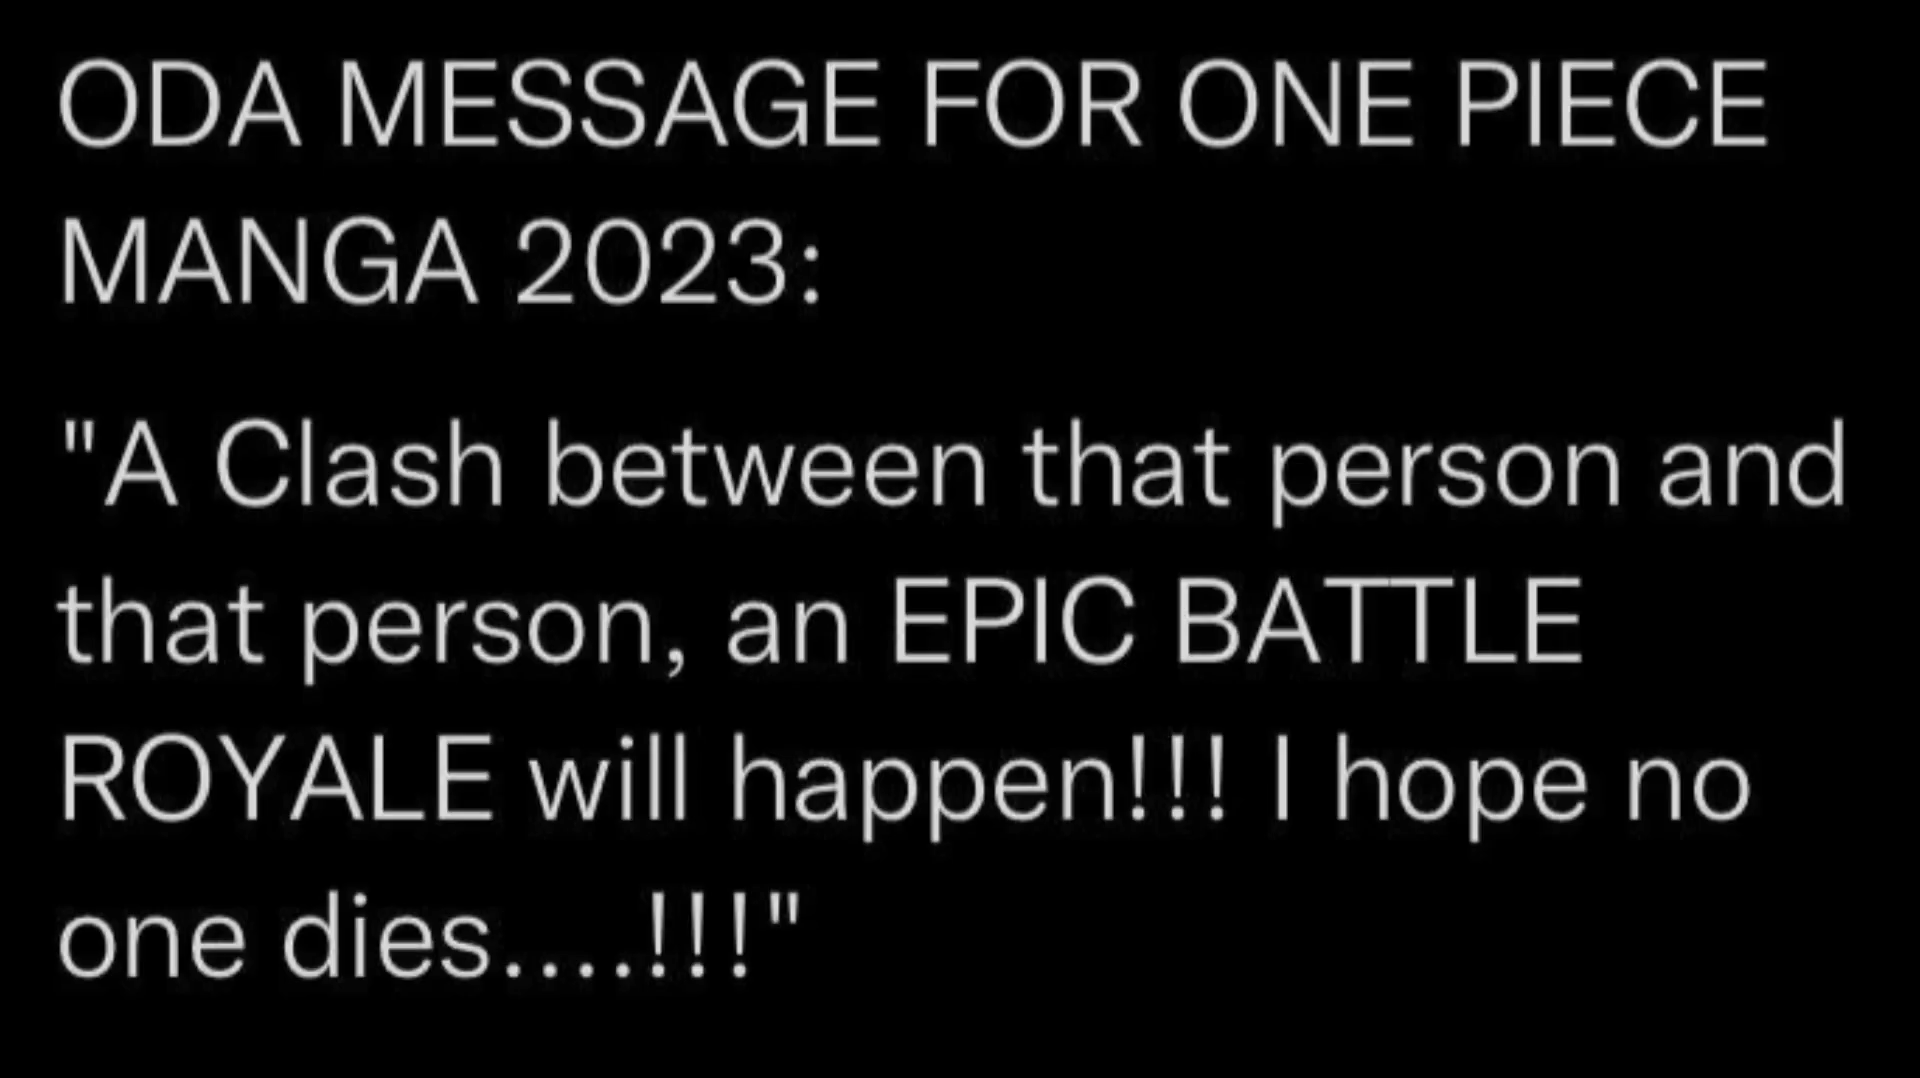 ODA MESSAGE FOR ONE PIECE
MANGA 2023:
"A Clash between that person and
that person, an EPIC BATTLE
ROYALE will happen!!! I hope no
one dies....!!!"